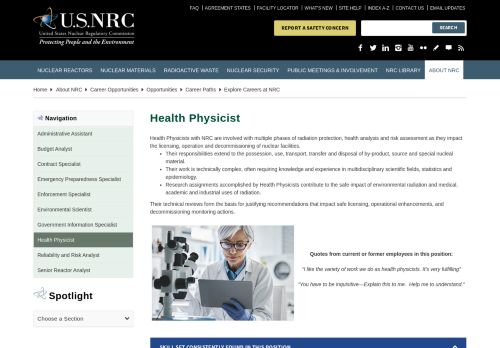 FAQ | AGREEMENT STATES | FACILITY LOCATOR | WHAT'S NEW | SITE HELP | INDEX A-Z | CONTACT US | EMAIL UPDATES
U.S.NRC
United States Nuclear Regulatory Commission
Protecting People and the Environment
REPORT A SAFETY CONCERN
SEARCH
NUCLEAR REACTORS NUCLEAR MATERIALS RADIOACTIVE WASTE NUCLEAR SECURITY PUBLIC MEETINGS & INVOLVEMENT NRC LIBRARY ABOUT NRC
Home About NRC Career Opportunities Opportunities Career Paths Explore Careers at NRC
Navigation
Administrative Assistant
Budget Analyst
Contract Specialist
Emergency Preparedness Specialist
Enforcement Specialist
Environmental Scientist
Government Information Specialist
Health Physicist
Reliability and Risk Analyst
Senior Reactor Analyst
Spotlight
Choose a Section
Health Physicist
Health Physicists with NRC are involved with multiple phases of radiation protection, health analysis and risk assessment as they impact
the licensing, operation and decommissioning of nuclear facilities.
• Their responsibilities extend to the possession, use, transport, transfer and disposal of by-product, source and special nuclear
material.
• Their work is technically complex, often requiring knowledge and experience in multidisciplinary scientific fields, statistics and
epidemiology.
• Research assignments accomplished by Health Physicists contribute to the safe impact of environmental radiation and medical,
academic and industrial uses of radiation.
Their technical reviews form the basis for justifying recommendations that impact safe licensing, operational enhancements, and
decommissioning monitoring actions.
Quotes from current or former employees in this position:
"I like the variety of work we do as health physicists. It's very fulfilling"
"You have to be inquisitive—Explain this to me. Help me to understand."
SKILL SET CONSISTENTLY FOUND IN THIS POSITION